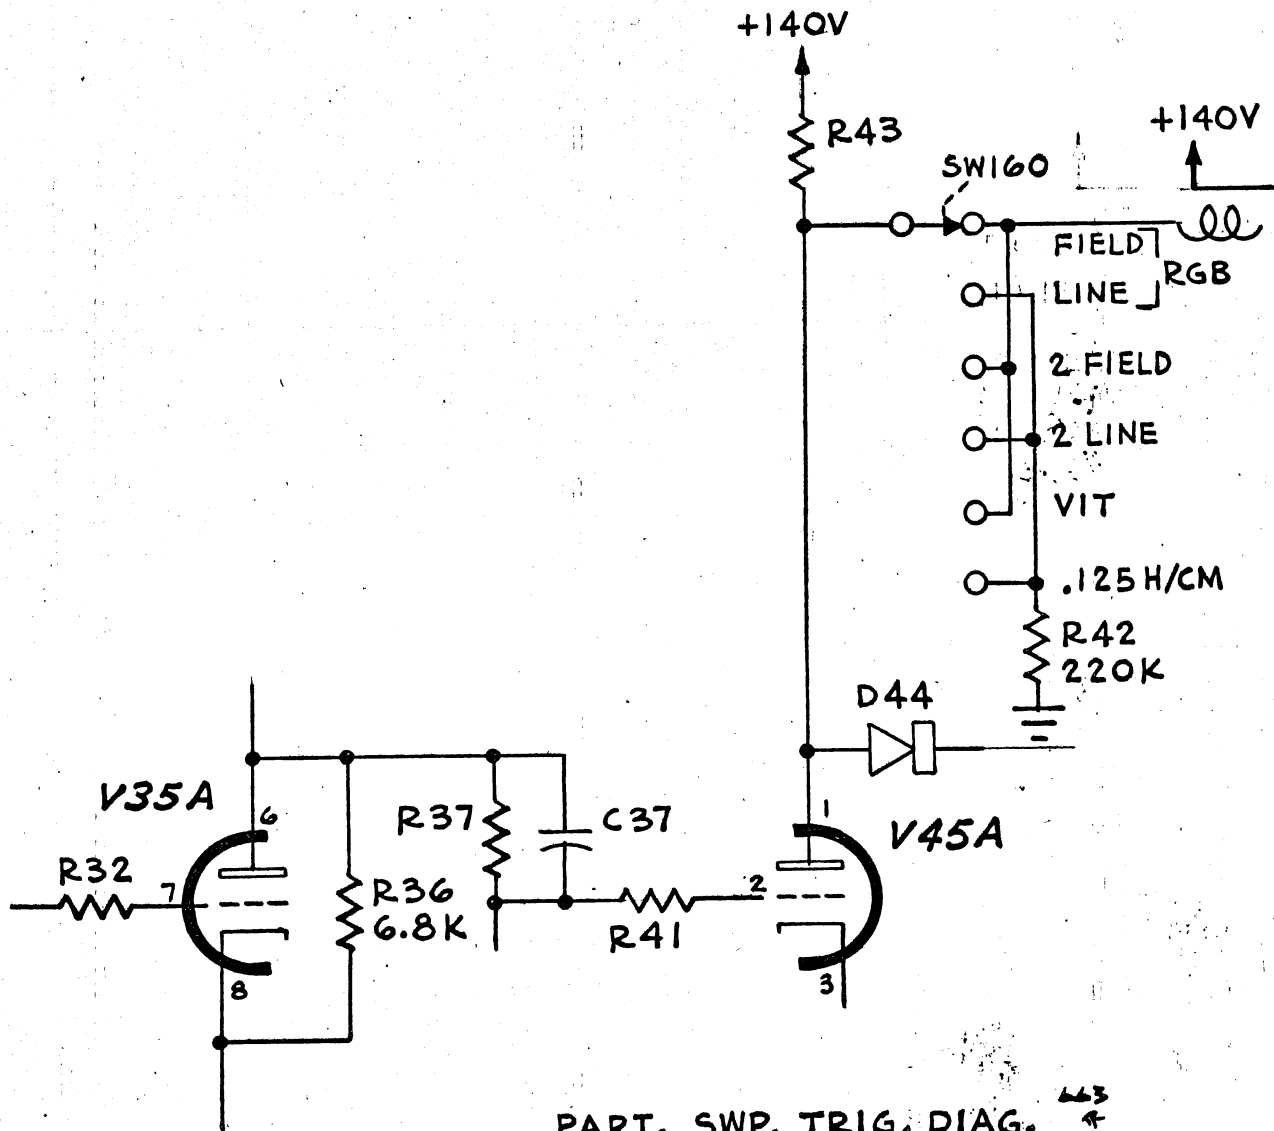 +140V
R43
+140V
SW160
FIELD
RGB
LINE
2 FIELD
2 LINE
VIT
.125H/CM
R42
220K
D44
V35A
6
R37
C37
1
V45A
R32
7
R36
6.8K
2
R41
8
3
PART. SWP. TRIG. DIAG.
663